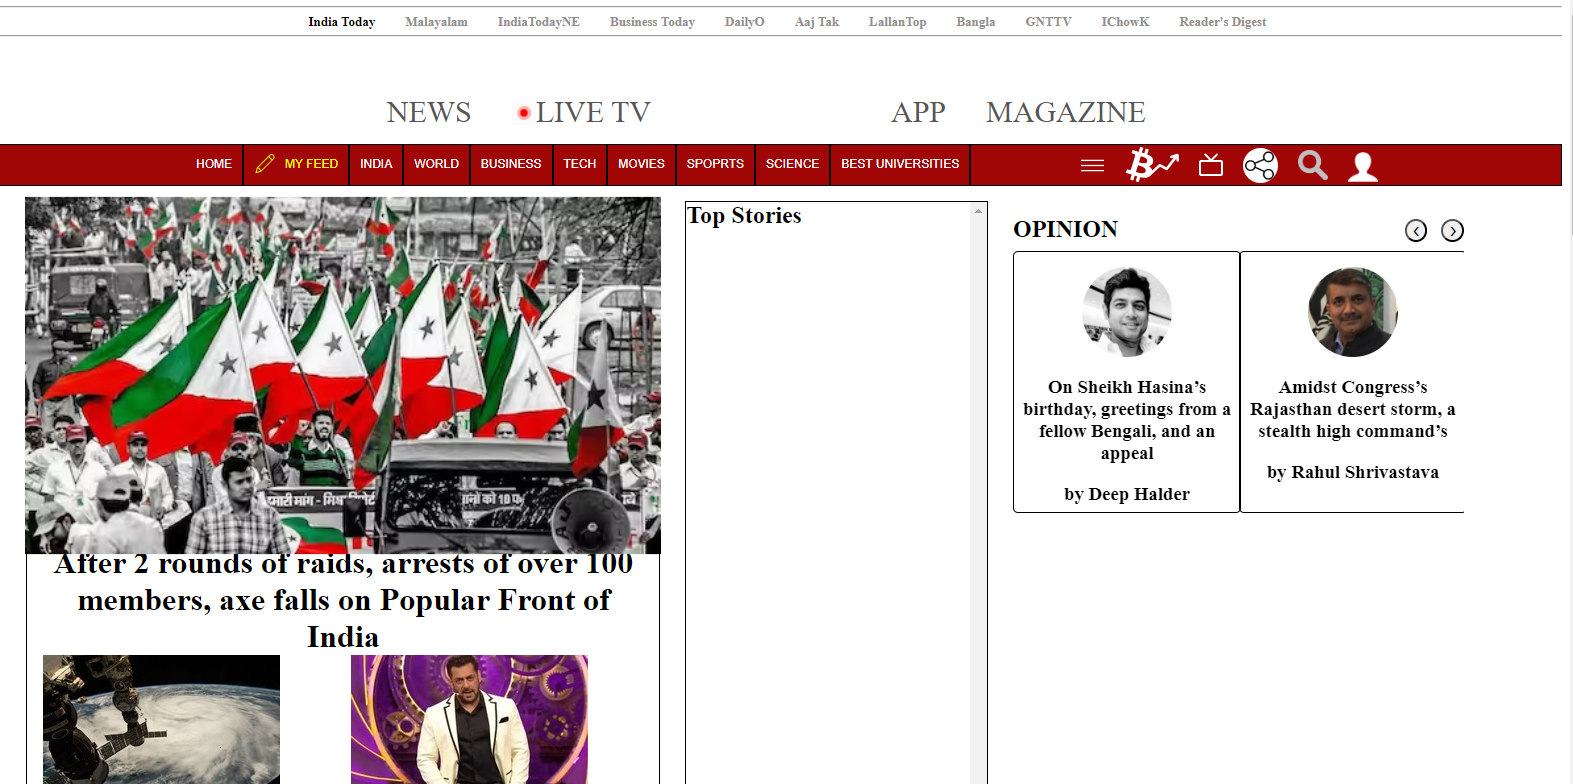 India Today Malayalam IndiaTodayNE Business Today DailyO Aaj Tak LallanTop Bangla GNTTV IChowK Reader's Digest
NEWS LIVE TV APP MAGAZINE
HOME MY FEED INDIA WORLD BUSINESS TECH MOVIES SPOPRTS SCIENCE BEST UNIVERSITIES
After 2 rounds of raids, arrests of over 100
members, axe falls on Popular Front of
India
Top Stories
OPINION
On Sheikh Hasina’s
birthday, greetings from a
fellow Bengali, and an
appeal
by Deep Halder
Amidst Congress’s
Rajasthan desert storm, a
stealth high command’s
by Rahul Shrivastava